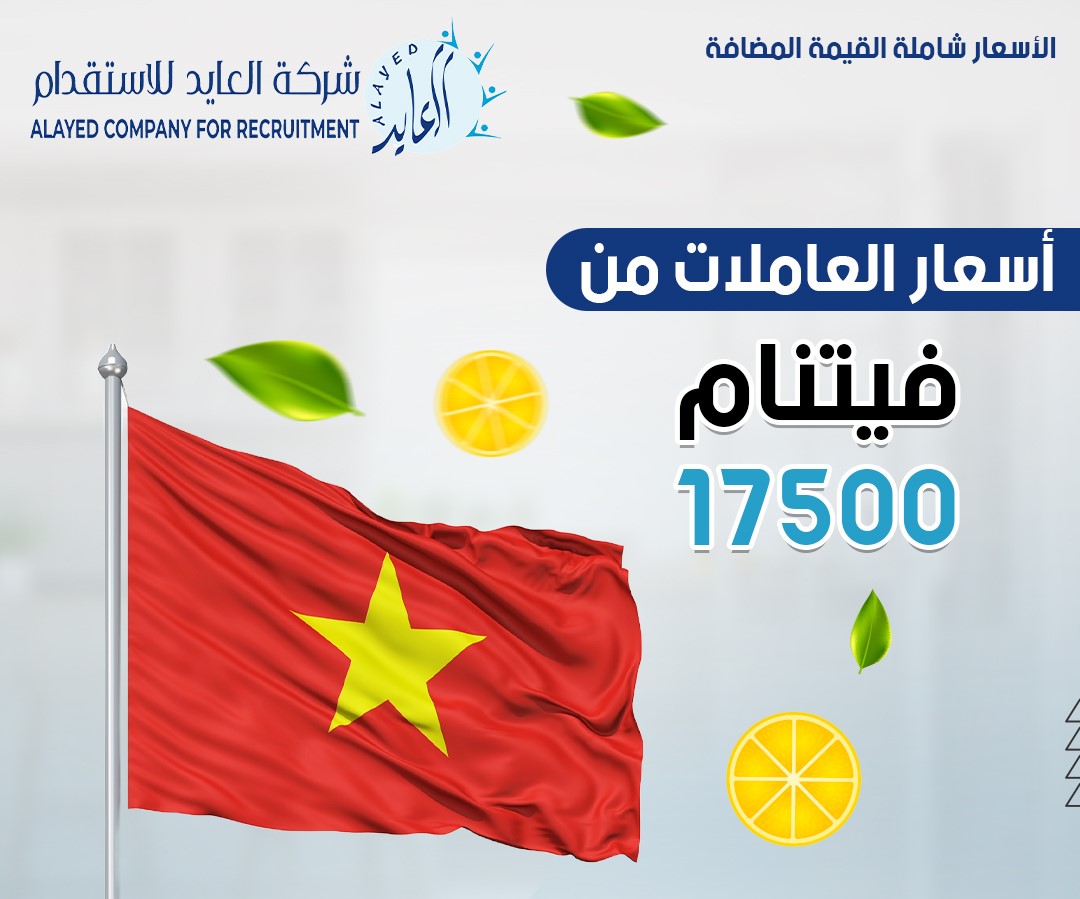 الأسعار شاملة القيمة المضافة
شركة العايد للاستقدام
ALAYED COMPANY FOR RECRUITMENT
ALAYED
العايد
أسعار العاملات من
فيتنام
17500